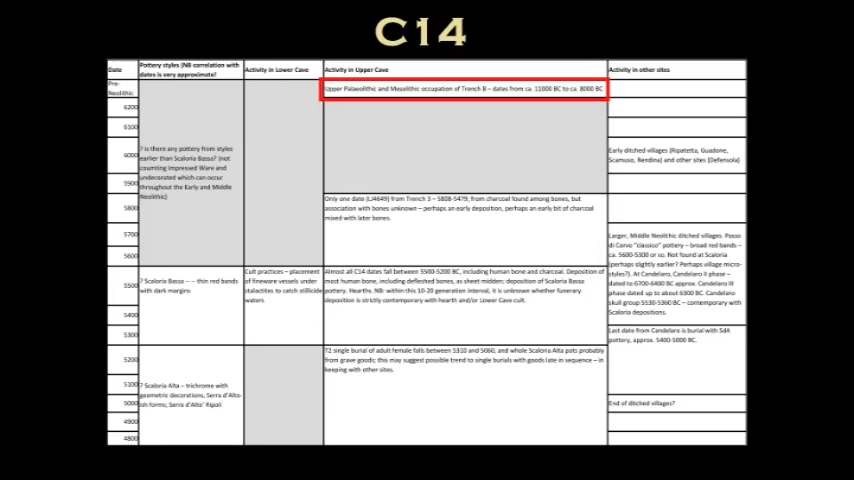 C14
Date
Pottery styles (NB correlation with
dates is very approximate!
Activity in Lower Cave
Activity in Upper Cave
Activity in other sites
Pre-
Neolithic
Upper Palaeolithic and Mesolithic occupation of Trench 8 – dates from ca. 11000 BC to ca. 8000 BC
6200
6100
6000
5900
? Is there any pottery from styles
earlier than Scaloria Bassa? (not
counting Impressed Ware and
undecorated which can occur
throughout the Early and Middle
Neolithic)
Early ditched villages (Ripatetta, Guadone,
Scamuso, Rendina) and other sites (Defensola)
5800
Only one date (LJ4649) from Trench 3 – 5808-5479, from charcoal found among bones, but
association with bones unknown – perhaps an early deposition, perhaps an early bit of charcoal
mixed with later bones.
5700
5600
Larger, Middle Neolithic ditched villages. Passo
di Corvo "classico" pottery – broad red bands –
ca. 5600-5300 or so. Not found at Scaloria
(perhaps slightly earlier? Perhaps village micro-
styles?). At Candelaro, Candelaro II phase –
dated to 6700-6400 BC approx. Candelaro III
phase dated up to about 6300 BC. Candelaro
skull group 5530-5360 BC – contemporary with
Scaloria depositions.
5500
5400
5300
? Scaloria Bassa – – thin red bands
with dark margins
Cult practices – placement
of fineware vessels under
stalactites to catch stillicide
waters
Almost all C14 dates fall between 5500-5200 BC, including human bone and charcoal. Deposition of
most human bone, including defleshed bones, as sheet midden; deposition of Scaloria Bassa
pottery. Hearths. NB: within this 10-20 generation interval, it is unknown whether funerary
deposition is strictly contemporary with hearth and/or Lower Cave cult.
Last date from Candelaro is burial with SdA
pottery, approx. 5400-5000 BC.
5200
5100
5000
4900
4800
? Scaloria Alta – trichrome with
geometric decorations, Serra d'Alto-
ish forms; Serra d'Alto' Ripoli
T2 single burial of adult female falls between 5310 and 5060, and whole Scaloria Alta pots probably
from grave goods; this may suggest possible trend to single burials with goods late in sequence – in
keeping with other sites.
End of ditched villages?